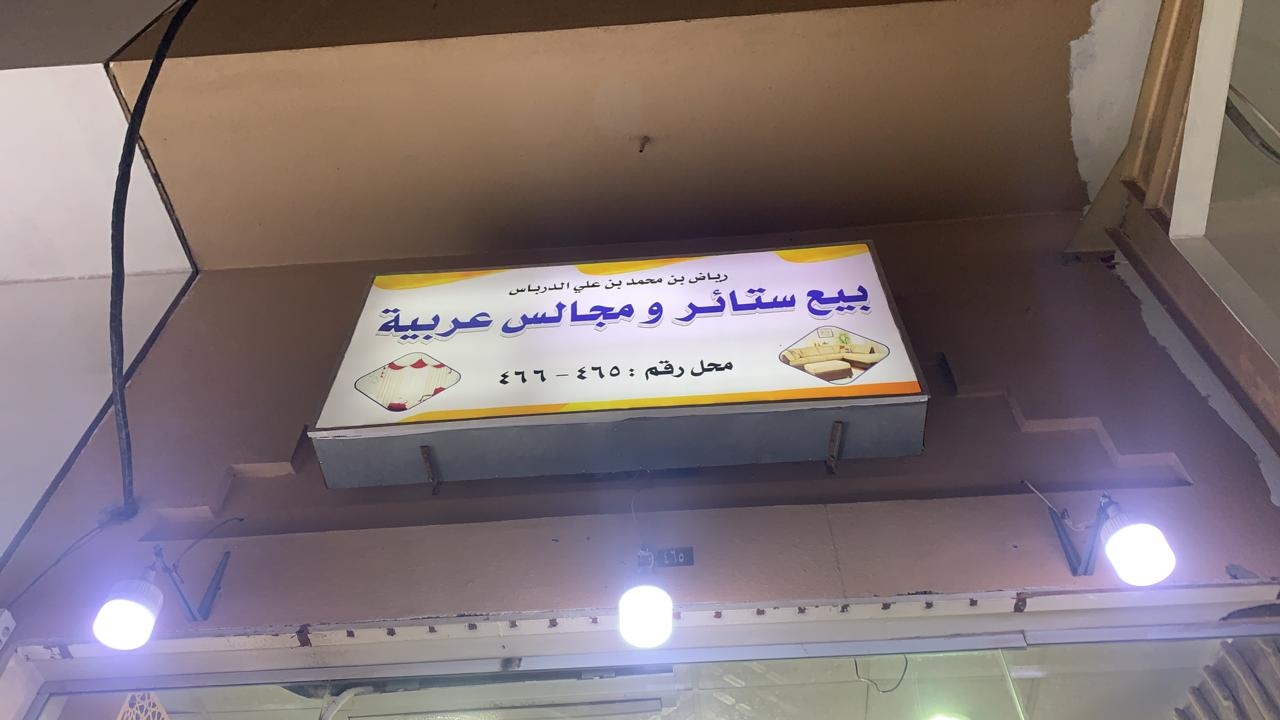 رياض بن محمد بن علي الدرباس
بيع ستائر و مجالس عربية
محل رقم : ٤٦٥ - ٤٦٦
٤٦٥